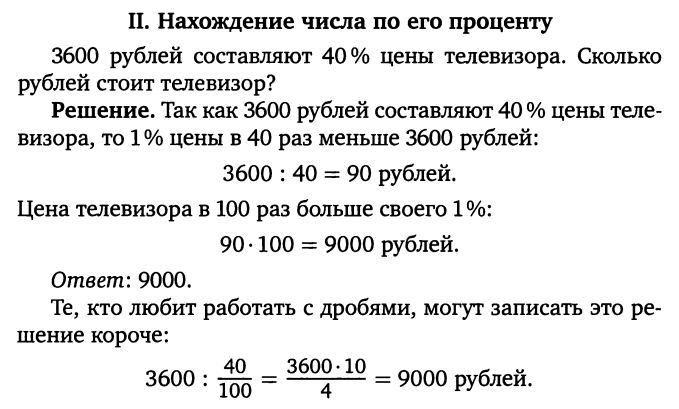 II. Нахождение числа по его проценту
3600 рублей составляют 40 % цены телевизора. Сколько
рублей стоит телевизор?
Решение. Так как 3600 рублей составляют 40 % цены теле-
визора, то 1 % цены в 40 раз меньше 3600 рублей:
3600 : 40 = 90 рублей.
Цена телевизора в 100 раз больше своего 1 %:
90 · 100 = 9000 рублей.
Ответ: 9000.
Те, кто любит работать с дробями, могут записать это ре-
шение короче:
3600 : 40/100 = 3600 · 10/4 = 9000 рублей.